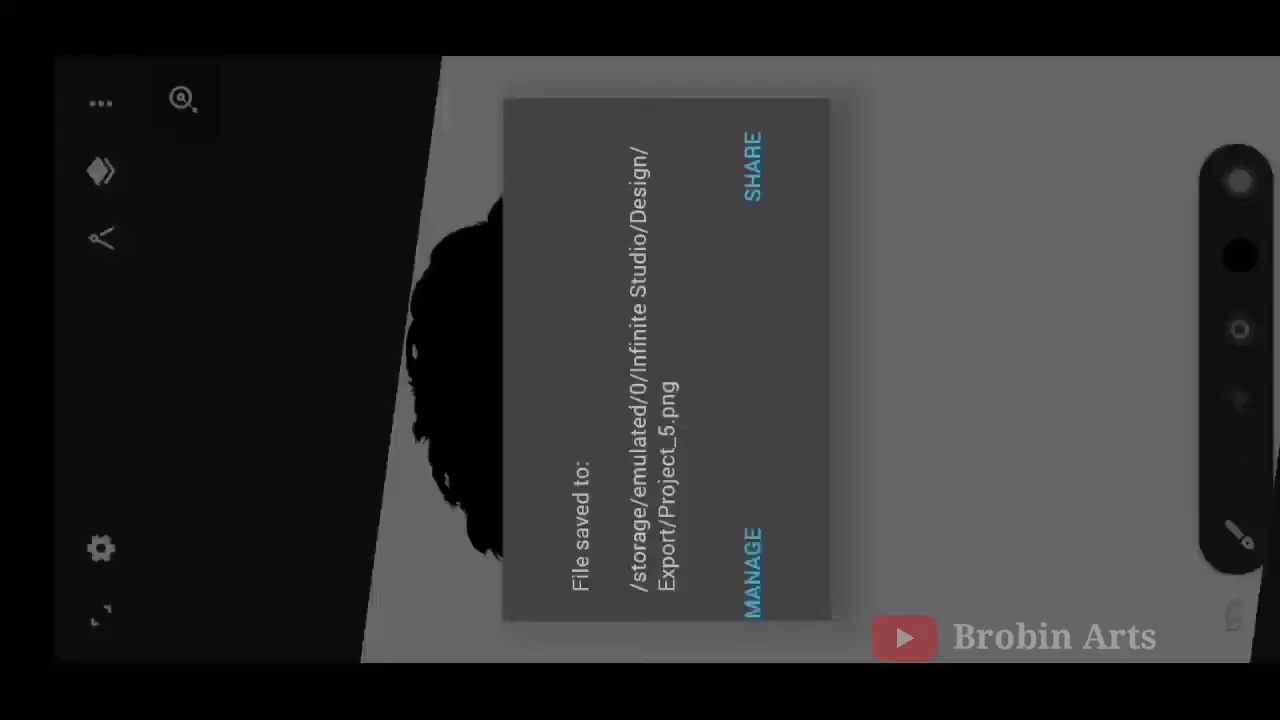 File saved to:
/storage/emulated/0/Infinite Studio/Design/
Export/Project_5.png
MANAGE
SHARE
Brobin Arts